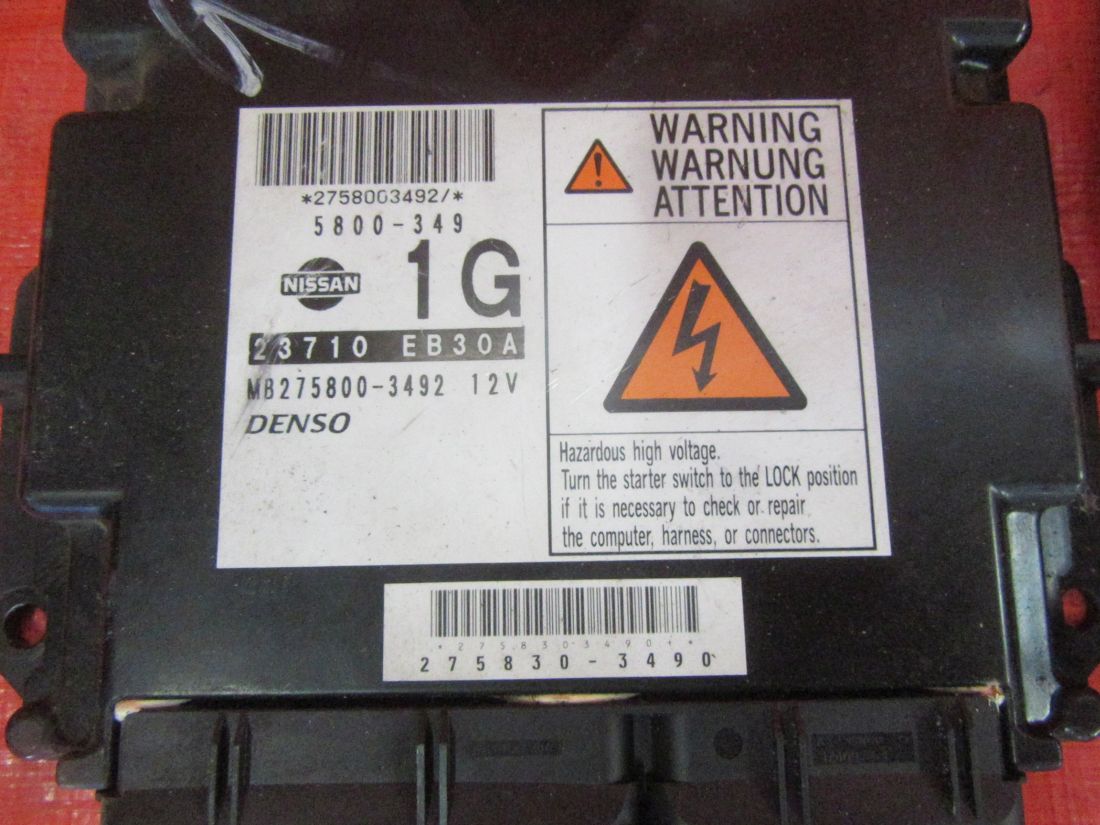 *2758003492/*
5800-349
NISSAN
1G
23710 EB30A
MB275800-3492 12V
DENSO
WARNING
WARNUNG
ATTENTION
Hazardous high voltage.
Turn the starter switch to the LOCK position
if it is necessary to check or repair
the computer, harness, or connectors.
*275830-3490+*
275830-3490